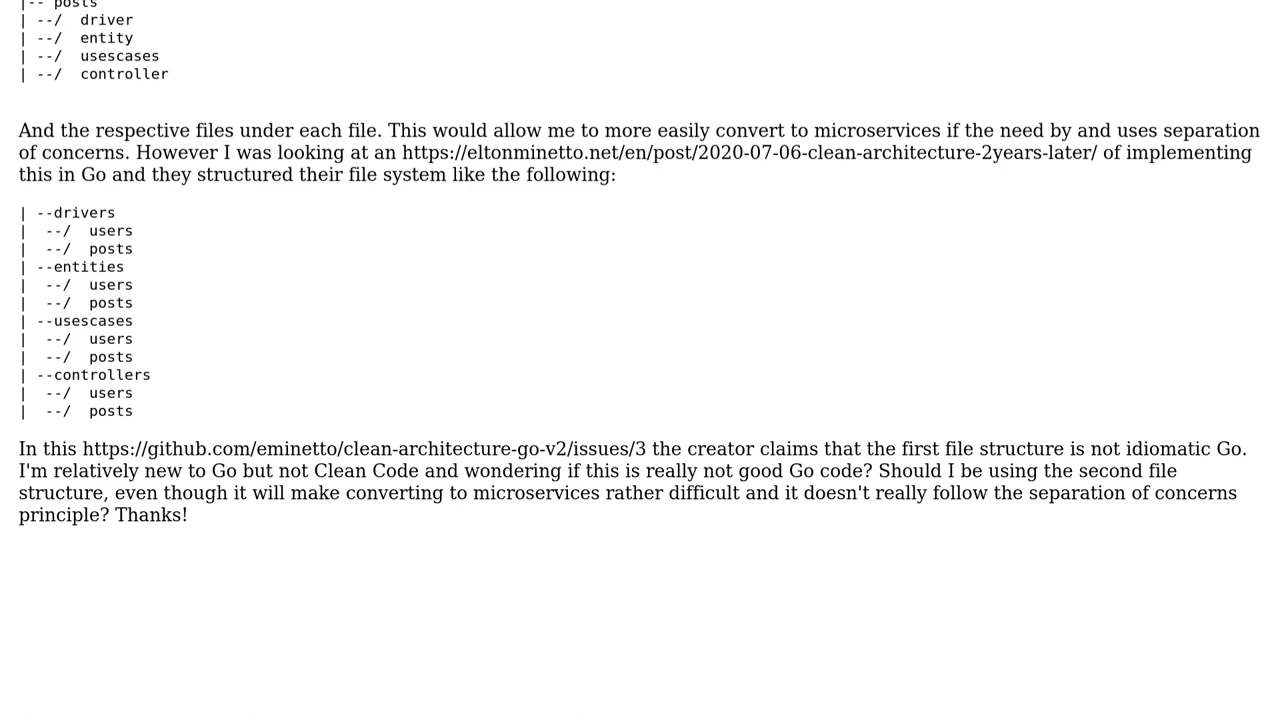 |-- posts
| --/  driver
| --/  entity
| --/  usescases
| --/  controller
And the respective files under each file. This would allow me to more easily convert to microservices if the need by and uses separation
of concerns. However I was looking at an https://eltonminetto.net/en/post/2020-07-06-clean-architecture-2years-later/ of implementing
this in Go and they structured their file system like the following:
| --drivers
|  --/  users
|  --/  posts
| --entities
|  --/  users
|  --/  posts
| --usescases
|  --/  users
|  --/  posts
| --controllers
|  --/  users
|  --/  posts
In this https://github.com/eminetto/clean-architecture-go-v2/issues/3 the creator claims that the first file structure is not idiomatic Go.
I'm relatively new to Go but not Clean Code and wondering if this is really not good Go code? Should I be using the second file
structure, even though it will make converting to microservices rather difficult and it doesn't really follow the separation of concerns
principle? Thanks!